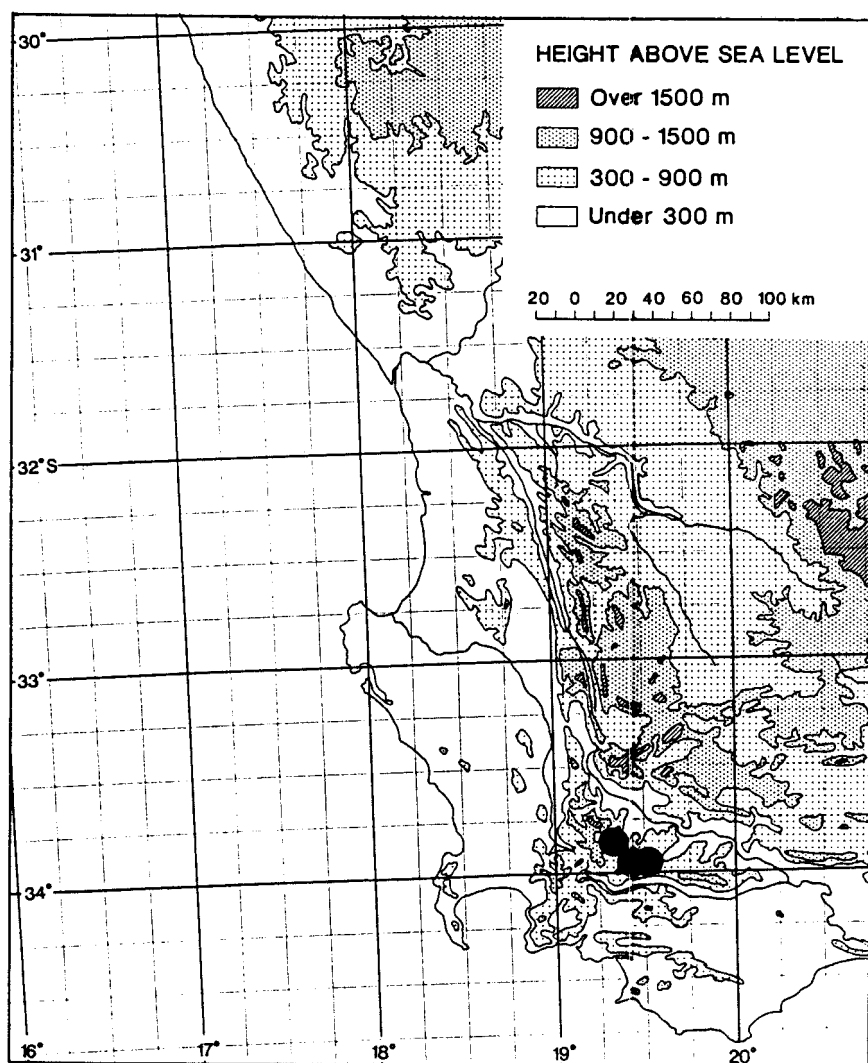 HEIGHT ABOVE SEA LEVEL
Over 1500 m
900 - 1500 m
300 - 900 m
Under 300 m
20 0 20 40 60 80 100 km
30°
31°
32°S
33°
34°
16° 17° 18° 19° 20°